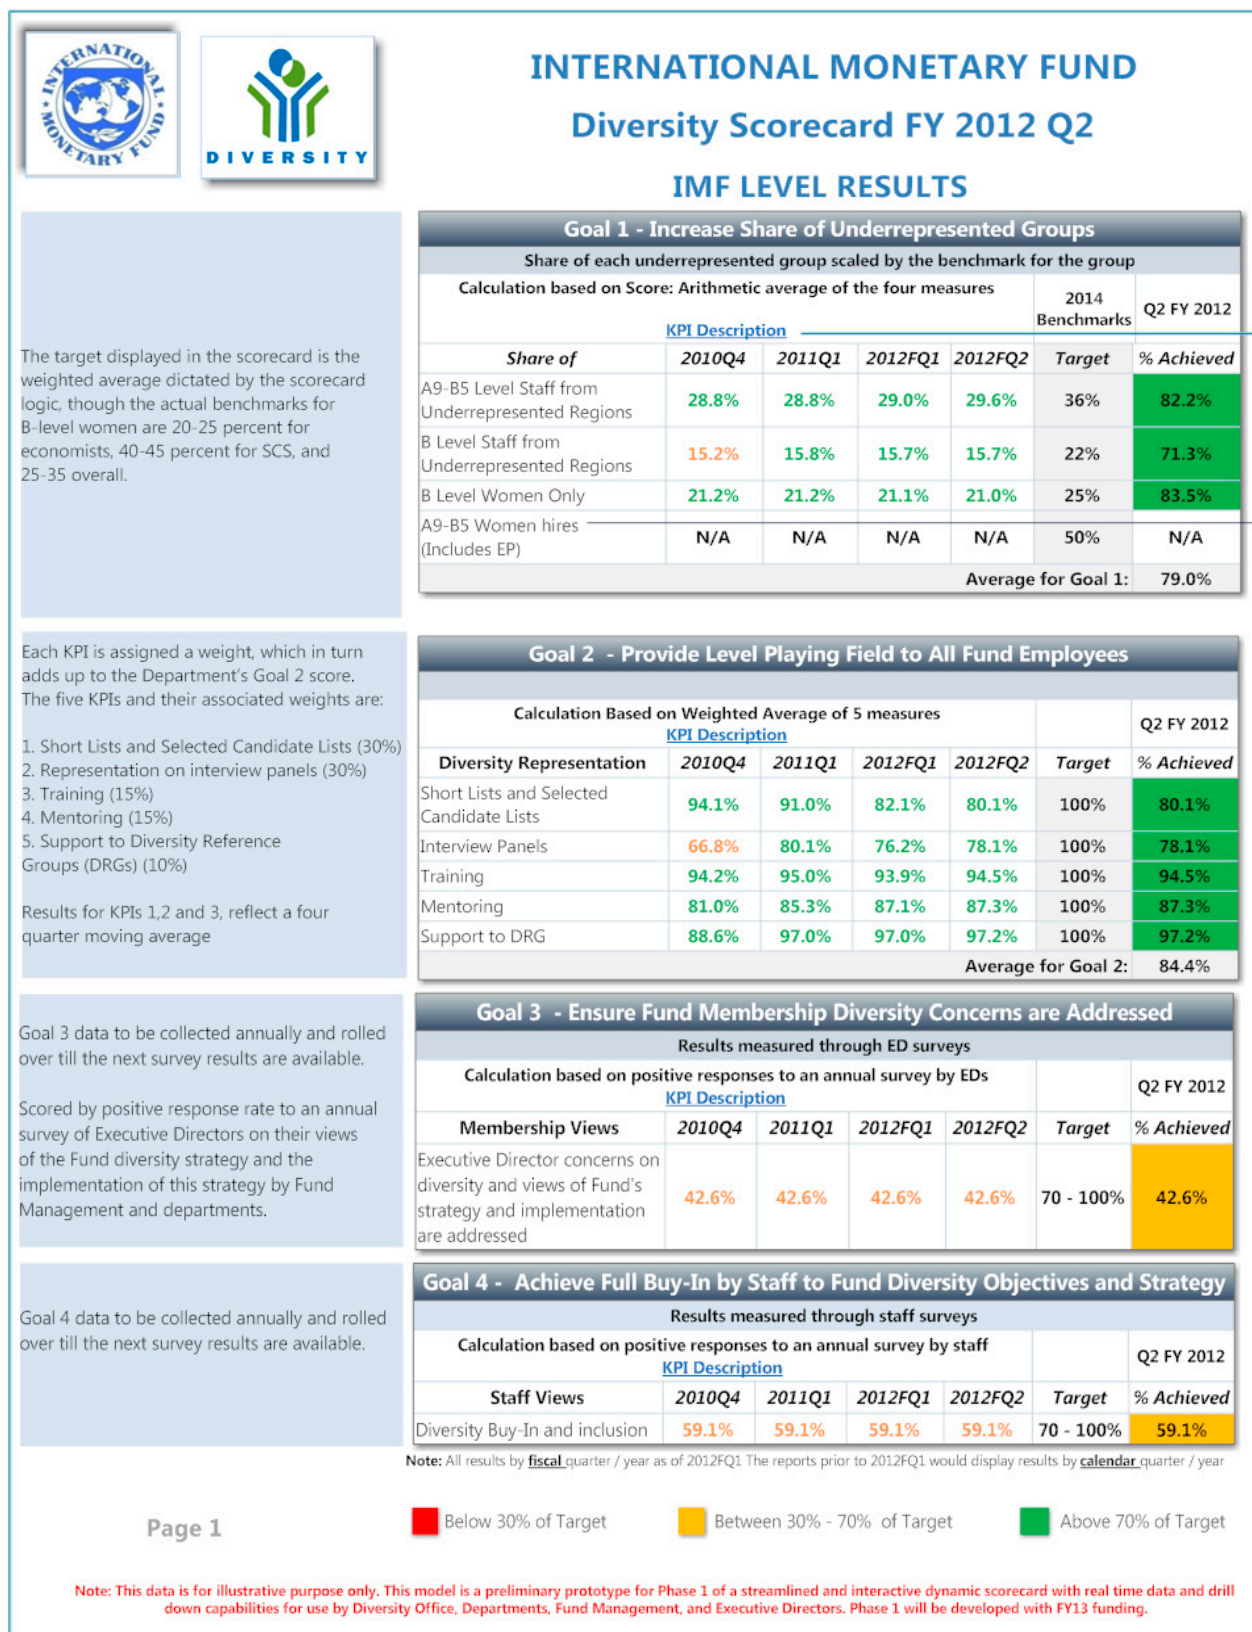 INTERNATIONAL MONETARY FUND
DIVERSITY
INTERNATIONAL MONETARY FUND
Diversity Scorecard FY 2012 Q2
IMF LEVEL RESULTS
The target displayed in the scorecard is the
weighted average dictated by the scorecard
logic, though the actual benchmarks for
B-level women are 20-25 percent for
economists, 40-45 percent for SCS, and
25-35 overall.
Goal 1 - Increase Share of Underrepresented Groups
Share of each underrepresented group scaled by the benchmark for the group
Calculation based on Score: Arithmetic average of the four measures
KPI Description
2014
Benchmarks
Q2 FY 2012
Share of 2010Q4 2011Q1 2012FQ1 2012FQ2 Target % Achieved
A9-B5 Level Staff from
Underrepresented Regions 28.8% 28.8% 29.0% 29.6% 36% 82.2%
B Level Staff from
Underrepresented Regions 15.2% 15.8% 15.7% 15.7% 22% 71.3%
B Level Women Only 21.2% 21.2% 21.1% 21.0% 25% 83.5%
A9-B5 Women hires
(Includes EP) N/A N/A N/A N/A 50% N/A
Average for Goal 1: 79.0%
Each KPI is assigned a weight, which in turn
adds up to the Department's Goal 2 score.
The five KPIs and their associated weights are:
1. Short Lists and Selected Candidate Lists (30%)
2. Representation on interview panels (30%)
3. Training (15%)
4. Mentoring (15%)
5. Support to Diversity Reference
Groups (DRGs) (10%)
Results for KPIs 1,2 and 3, reflect a four
quarter moving average
Goal 2 - Provide Level Playing Field to All Fund Employees
Calculation Based on Weighted Average of 5 measures
KPI Description
Q2 FY 2012
Diversity Representation 2010Q4 2011Q1 2012FQ1 2012FQ2 Target % Achieved
Short Lists and Selected
Candidate Lists 94.1% 91.0% 82.1% 80.1% 100% 80.1%
Interview Panels 66.8% 80.1% 76.2% 78.1% 100% 78.1%
Training 94.2% 95.0% 93.9% 94.5% 100% 94.5%
Mentoring 81.0% 85.3% 87.1% 87.3% 100% 87.3%
Support to DRG 88.6% 97.0% 97.0% 97.2% 100% 97.2%
Average for Goal 2: 84.4%
Goal 3 data to be collected annually and rolled
over till the next survey results are available.
Scored by positive response rate to an annual
survey of Executive Directors on their views
of the Fund diversity strategy and the
implementation of this strategy by Fund
Management and departments.
Goal 3 - Ensure Fund Membership Diversity Concerns are Addressed
Results measured through ED surveys
Calculation based on positive responses to an annual survey by EDs
KPI Description
Q2 FY 2012
Membership Views 2010Q4 2011Q1 2012FQ1 2012FQ2 Target % Achieved
Executive Director concerns on
diversity and views of Fund's
strategy and implementation
are addressed 42.6% 42.6% 42.6% 42.6% 70 - 100% 42.6%
Goal 4 data to be collected annually and rolled
over till the next survey results are available.
Goal 4 - Achieve Full Buy-In by Staff to Fund Diversity Objectives and Strategy
Results measured through staff surveys
Calculation based on positive responses to an annual survey by staff
KPI Description
Q2 FY 2012
Staff Views 2010Q4 2011Q1 2012FQ1 2012FQ2 Target % Achieved
Diversity Buy-In and inclusion 59.1% 59.1% 59.1% 59.1% 70 - 100% 59.1%
Note: All results by fiscal quarter / year as of 2012FQ1 The reports prior to 2012FQ1 would display results by calendar quarter / year
Page 1
Below 30% of Target
Between 30% - 70% of Target
Above 70% of Target
Note: This data is for illustrative purpose only. This model is a preliminary prototype for Phase 1 of a streamlined and interactive dynamic scorecard with real time data and drill
down capabilities for use by Diversity Office, Departments, Fund Management, and Executive Directors. Phase 1 will be developed with FY13 funding.